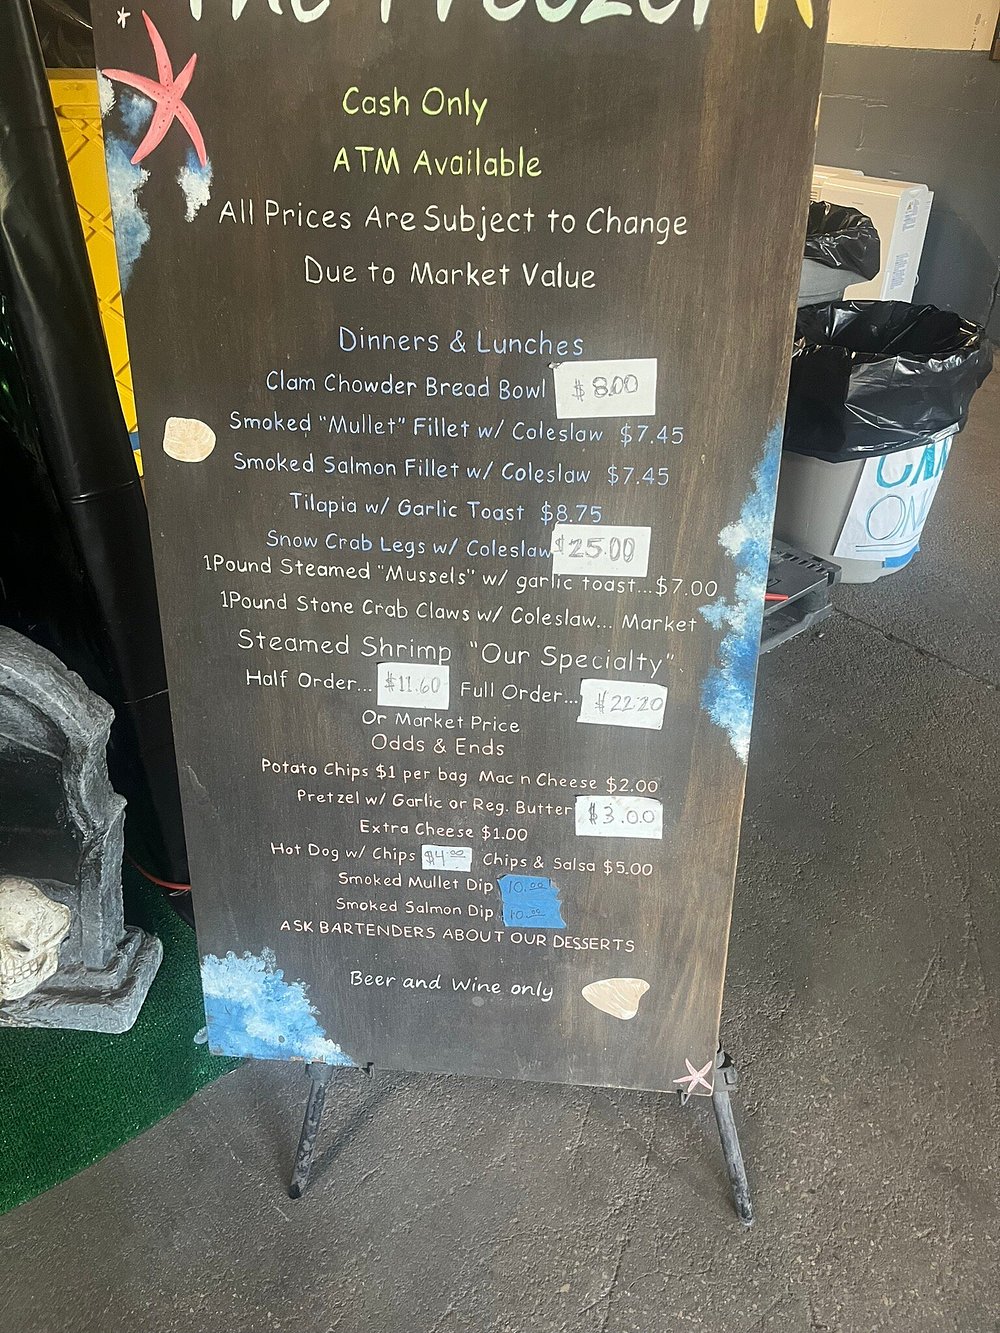 The Freezer
Cash Only
ATM Available
All Prices Are Subject to Change
Due to Market Value
Dinners & Lunches
Clam Chowder Bread Bowl $8.00
Smoked "Mullet" Fillet w/ Coleslaw $7.45
Smoked Salmon Fillet w/ Coleslaw $7.45
Tilapia w/ Garlic Toast $8.75
Snow Crab Legs w/ Coleslaw $25.00
1Pound Steamed "Mussels" w/ garlic toast...$7.00
1Pound Stone Crab Claws w/ Coleslaw... Market
Steamed Shrimp "Our Specialty"
Half Order... $11.60 Full Order... $22.20
Or Market Price
Odds & Ends
Potato Chips $1 per bag Mac n Cheese $2.00
Pretzel w/ Garlic or Reg. Butter $3.00
Extra Cheese $1.00
Hot Dog w/ Chips $4.00 Chips & Salsa $5.00
Smoked Mullet Dip 10.00
Smoked Salmon Dip 10.00
ASK BARTENDERS ABOUT OUR DESSERTS
Beer and Wine only